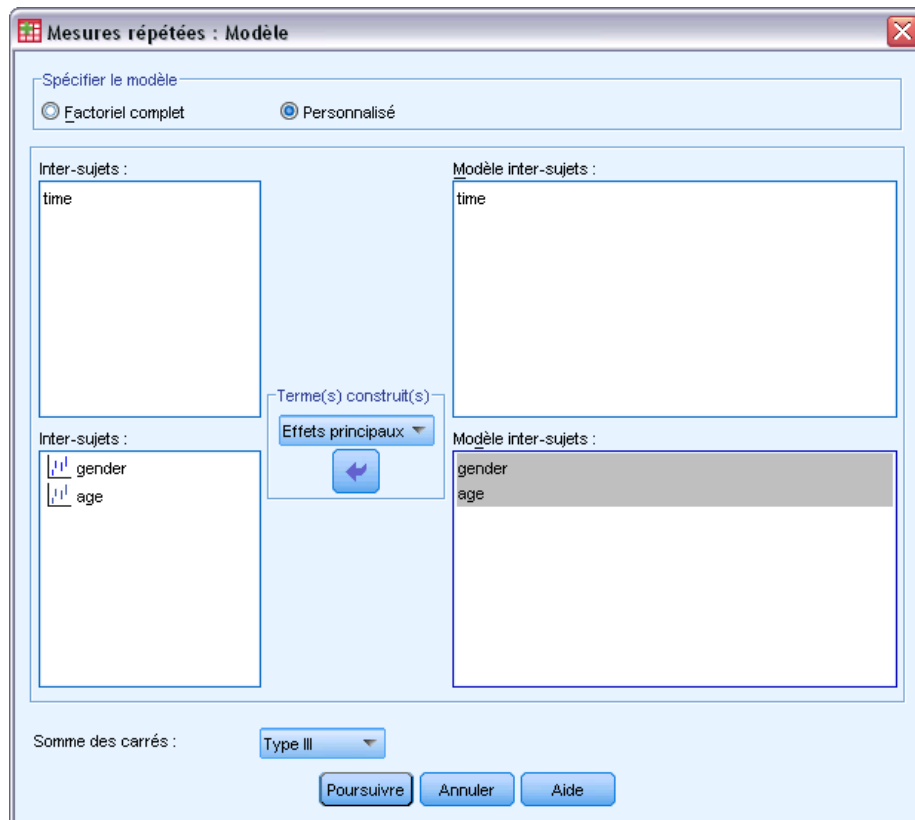 Mesures répétées : Modèle
Spécifier le modèle
Factoriel complet
Personnalisé
Inter-sujets :
time
Modèle inter-sujets :
time
Terme(s) construit(s)
Effets principaux
Inter-sujets :
gender
age
Modèle inter-sujets :
gender
age
Somme des carrés :
Type III
Poursuivre
Annuler
Aide